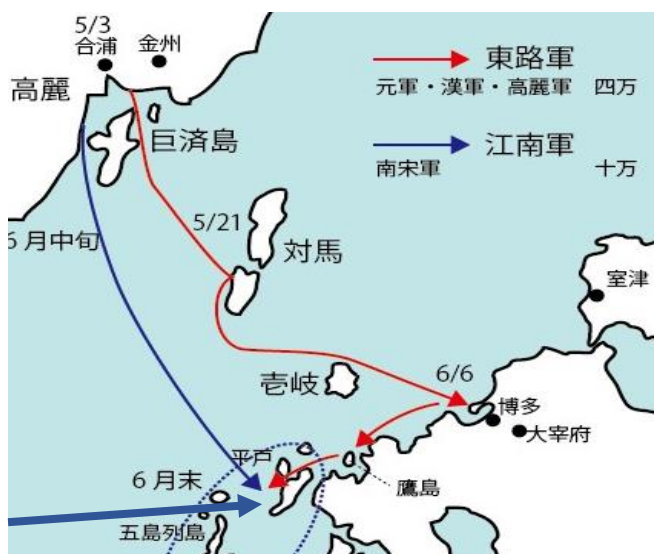 5/3
合浦
金州
高麗
巨済島
東路軍
元軍・漢軍・高麗軍 四万
江南軍
南宋軍 十万
5/21
6月中旬
対馬
室津
壱岐
6/6
博多
大宰府
平戸
鷹島
6月末
五島列島